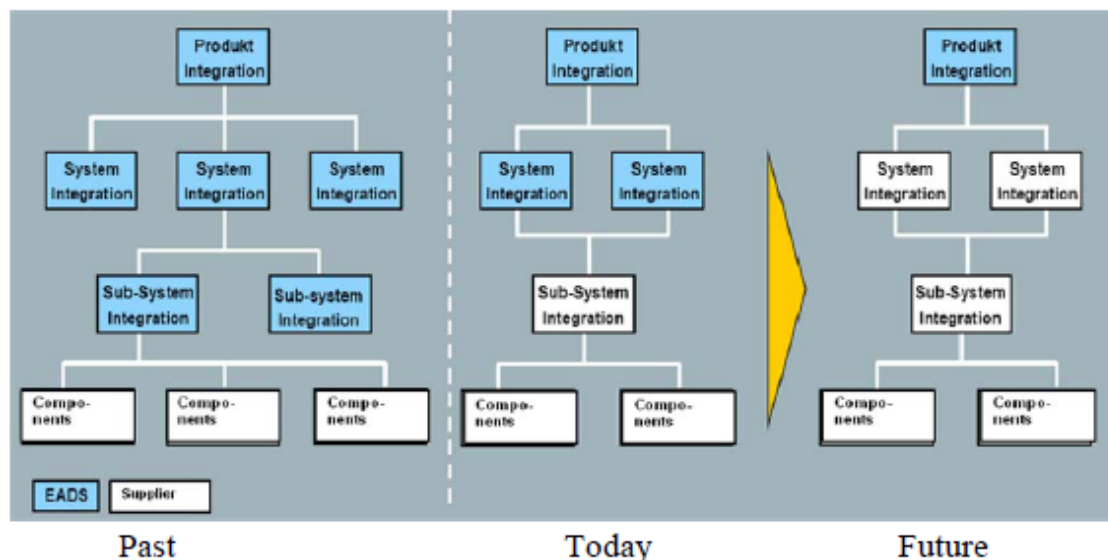 Produkt
Integration
System
Integration
System
Integration
System
Integration
Sub-System
Integration
Sub-system
Integration
Compo-
nents
Compo-
nents
Compo-
nents
EADS
Supplier
Past
Produkt
Integration
System
Integration
System
Integration
Sub-System
Integration
Compo-
nents
Compo-
nents
Today
Produkt
Integration
System
Integration
System
Integration
Sub-System
Integration
Compo-
nents
Compo-
nents
Future